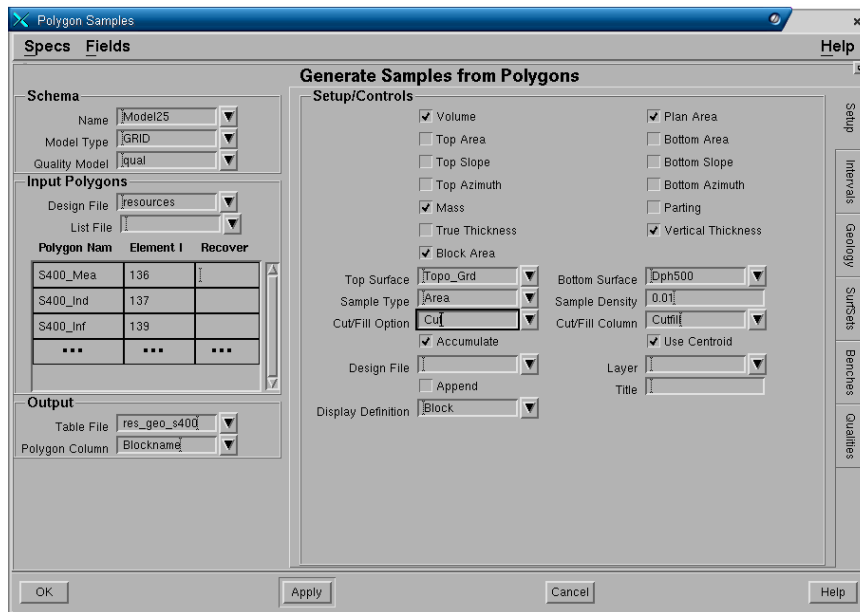 Polygon Samples
Specs Fields Help
Generate Samples from Polygons
Schema
Name Model25
Model Type GRID
Quality Model qual
Input Polygons
Design File resources
List File
Polygon Nam Element I Recover
S400_Mea 136
S400_Ind 137
S400_Inf 139
... ... ...
Output
Table File res_geo_s400
Polygon Column Blockname
Setup/Controls
Volume Plan Area
Top Area Bottom Area
Top Slope Bottom Slope
Top Azimuth Bottom Azimuth
Mass Parting
True Thickness Vertical Thickness
Block Area
Top Surface Topo_Grd Bottom Surface Dph500
Sample Type Area Sample Density 0.01
Cut/Fill Option Cut Cut/Fill Column Cutfill
Accumulate Use Centroid
Design File Layer
Append Title
Display Definition Block
Setup
Intervals
Geology
SurfSets
Benches
Qualities
OK Apply Cancel Help